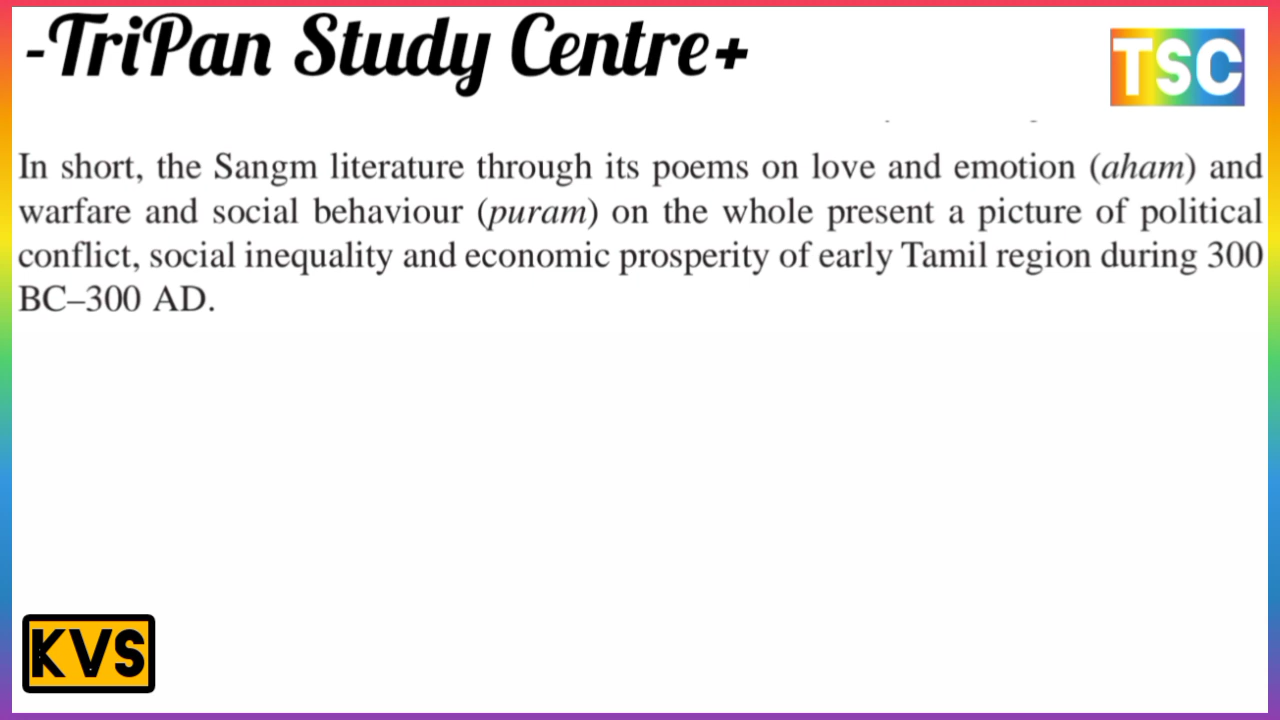 -TriPan Study Centre+
TSC
In short, the Sangm literature through its poems on love and emotion (aham) and
warfare and social behaviour (puram) on the whole present a picture of political
conflict, social inequality and economic prosperity of early Tamil region during 300
BC–300 AD.
KVS